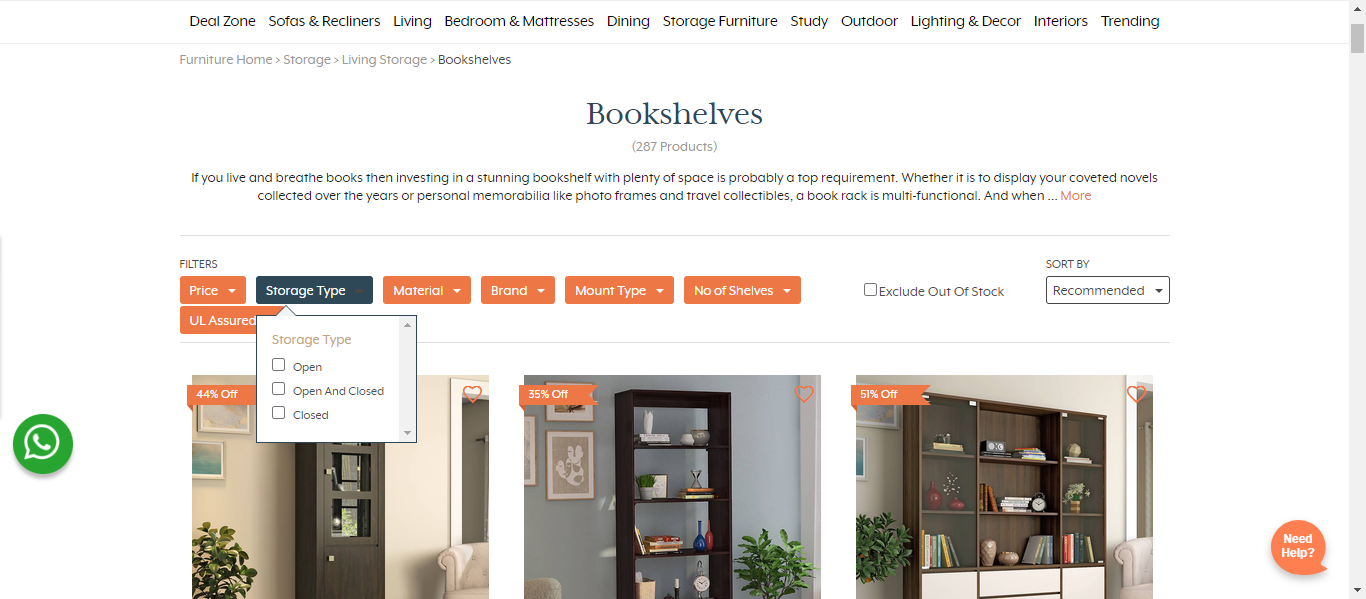 Deal Zone Sofas & Recliners Living Bedroom & Mattresses Dining Storage Furniture Study Outdoor Lighting & Decor Interiors Trending
Furniture Home > Storage > Living Storage > Bookshelves
Bookshelves
(287 Products)
If you live and breathe books then investing in a stunning bookshelf with plenty of space is probably a top requirement. Whether it is to display your coveted novels
collected over the years or personal memorabilia like photo frames and travel collectibles, a book rack is multi-functional. And when ... More
FILTERS
SORT BY
Price Storage Type Material Brand Mount Type No of Shelves Exclude Out Of Stock Recommended
UL Assured
Storage Type
Open
Open And Closed
Closed
44% Off 35% Off 51% Off
Need
Help?